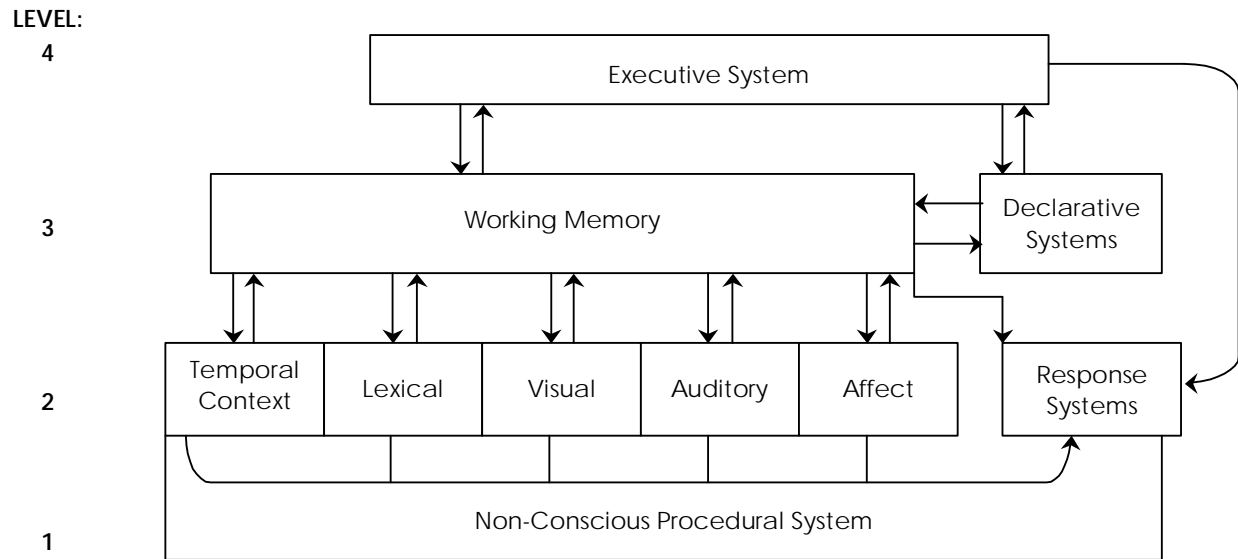 LEVEL:
4
Executive System
3
Working Memory
Declarative
Systems
2
Temporal
Context
Lexical
Visual
Auditory
Affect
Response
Systems
Non-Conscious Procedural System
1